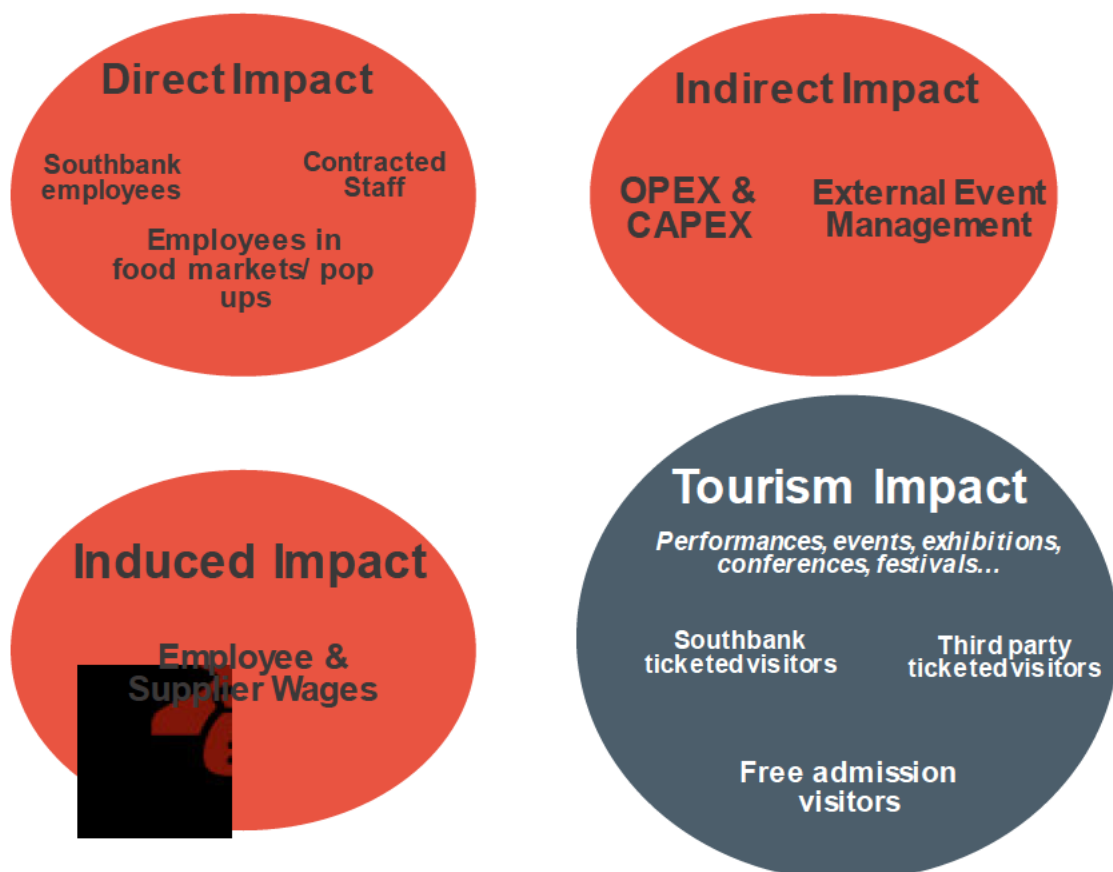 Direct Impact
Southbank
employees
Contracted
Staff
Employees in
food markets/ pop
ups
Indirect Impact
OPEX &
CAPEX
External Event
Management
Induced Impact
Employee &
Supplier Wages
Tourism Impact
Performances, events, exhibitions,
conferences, festivals...
Southbank
ticketed visitors
Third party
ticketed visitors
Free admission
visitors